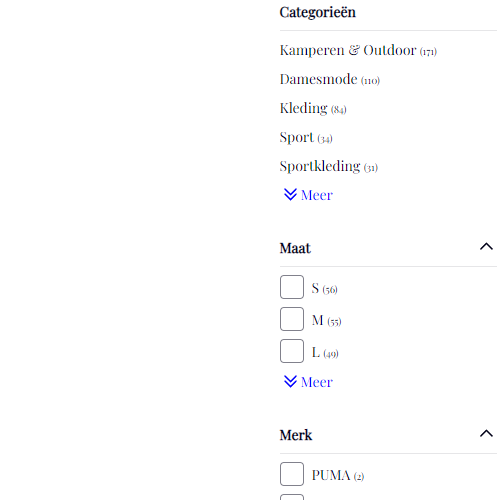 Categorieën
Kamperen & Outdoor (171)
Damesmode (110)
Kleding (84)
Sport (34)
Sportkleding (31)
Meer
Maat
S (56)
M (55)
L (49)
Meer
Merk
PUMA (2)